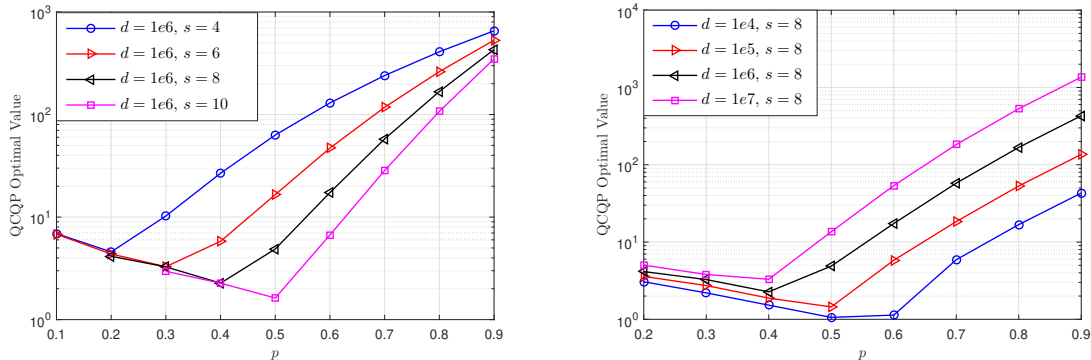 QCQP Optimal Value
10^3
10^2
10^1
10^0
d = 1e6, s = 4
d = 1e6, s = 6
d = 1e6, s = 8
d = 1e6, s = 10
0.1 0.2 0.3 0.4 0.5 0.6 0.7 0.8 0.9
p
QCQP Optimal Value
10^4
10^3
10^2
10^1
10^0
d = 1e4, s = 8
d = 1e5, s = 8
d = 1e6, s = 8
d = 1e7, s = 8
0.2 0.3 0.4 0.5 0.6 0.7 0.8 0.9
p